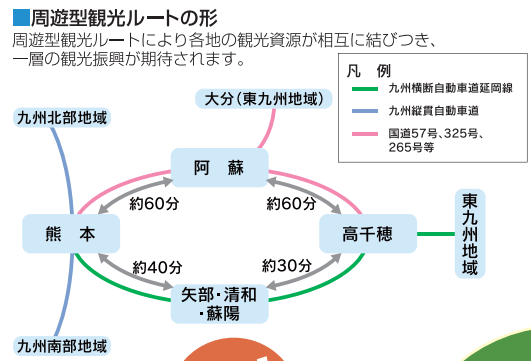 ■周遊型観光ルートの形
周遊型観光ルートにより各地の観光資源が相互に結びつき、
一層の観光振興が期待されます。
凡 例
九州横断自動車道延岡線
九州縦貫自動車道
国道57号、325号、
265号等
九州北部地域
大分(東九州地域)
阿 蘇
約60分
約60分
熊 本
高千穂
東九州地域
約40分
約30分
矢部・清和
・蘇陽
九州南部地域